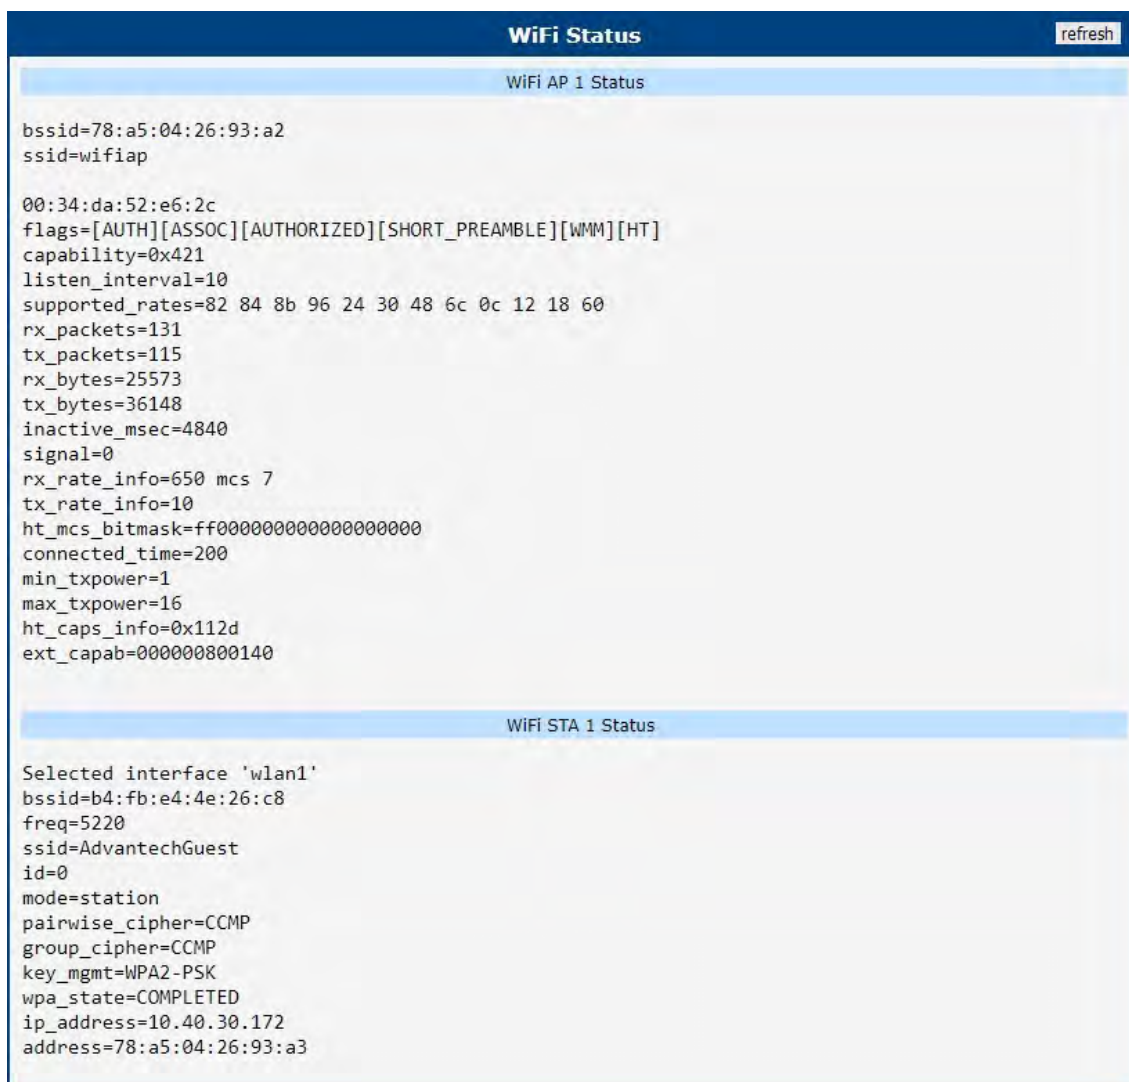 WiFi Status
refresh
WiFi AP 1 Status
bssid=78:a5:04:26:93:a2
ssid=wifiap
00:34:da:52:e6:2c
flags=[AUTH][ASSOC][AUTHORIZED][SHORT_PREAMBLE][WMM][HT]
capability=0x421
listen_interval=10
supported_rates=82 84 8b 96 24 30 48 6c 0c 12 18 60
rx_packets=131
tx_packets=115
rx_bytes=25573
tx_bytes=36148
inactive_msec=4840
signal=0
rx_rate_info=650 mcs 7
tx_rate_info=10
ht_mcs_bitmask=ff000000000000000000
connected_time=200
min_txpower=1
max_txpower=16
ht_caps_info=0x112d
ext_capab=000000800140
WiFi STA 1 Status
Selected interface 'wlan1'
bssid=b4:fb:e4:4e:26:c8
freq=5220
ssid=AdvantechGuest
id=0
mode=station
pairwise_cipher=CCMP
group_cipher=CCMP
key_mgmt=WPA2-PSK
wpa_state=COMPLETED
ip_address=10.40.30.172
address=78:a5:04:26:93:a3